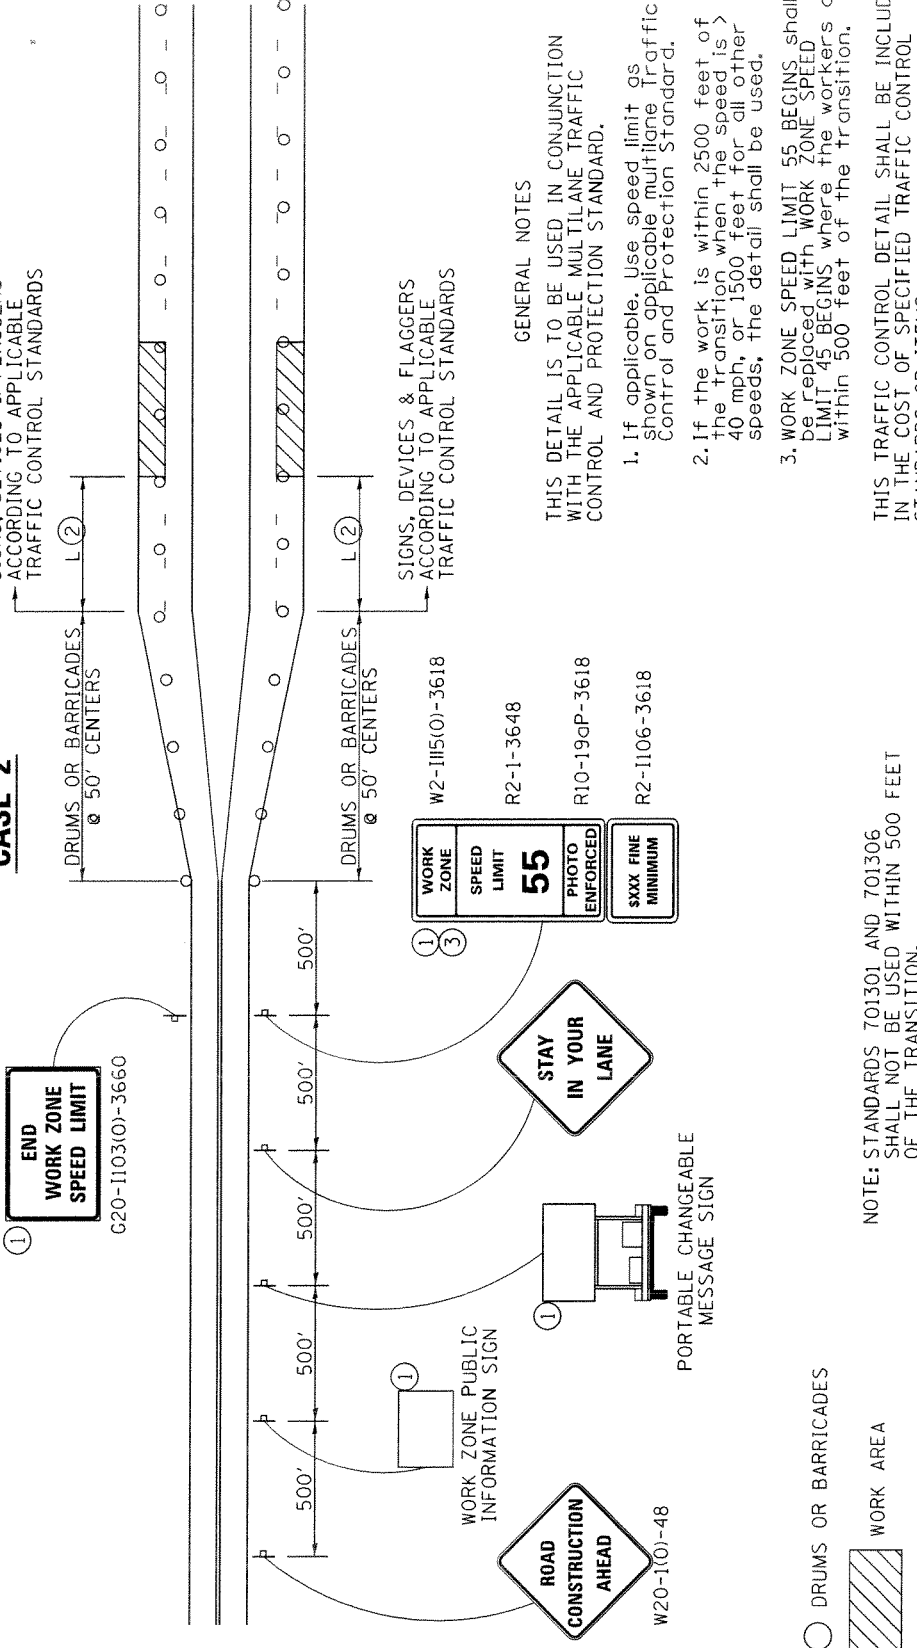 CASE 2
ACCORDING TO APPLICABLE
TRAFFIC CONTROL STANDARDS
DRUMS OR BARRICADES
@ 50' CENTERS
L 2
1
END
WORK ZONE
SPEED LIMIT
G20-I103(O)-3660
500'
500'
500'
500'
500'
DRUMS OR BARRICADES
@ 50' CENTERS
L 2
SIGNS, DEVICES & FLAGGERS
ACCORDING TO APPLICABLE
TRAFFIC CONTROL STANDARDS
ROAD
CONSTRUCTION
AHEAD
W20-1(O)-48
1
WORK ZONE PUBLIC
INFORMATION SIGN
1
PORTABLE CHANGEABLE
MESSAGE SIGN
STAY
IN YOUR
LANE
1
3
WORK
ZONE
SPEED
LIMIT
55
PHOTO
ENFORCED
$XXX FINE
MINIMUM
W2-I115(O)-3618
R2-1-3648
R10-19aP-3618
R2-I106-3618
GENERAL NOTES
THIS DETAIL IS TO BE USED IN CONJUNCTION
WITH THE APPLICABLE MULTILANE TRAFFIC
CONTROL AND PROTECTION STANDARD.
1. If applicable. Use speed limit as
shown on applicable multilane Traffic
Control and Protection Standard.
2. If the work is within 2500 feet of
the transition when the speed is >
40 mph, or 1500 feet for all other
speeds, the detail shall be used.
3. WORK ZONE SPEED LIMIT 55 BEGINS shall
be replaced with WORK ZONE SPEED
LIMIT 45 BEGINS where the workers
within 500 feet of the transition.
THIS TRAFFIC CONTROL DETAIL SHALL BE INCLUD
IN THE COST OF SPECIFIED TRAFFIC CONTROL
DRUMS OR BARRICADES
WORK AREA
NOTE: STANDARDS 701301 AND 701306
SHALL NOT BE USED WITHIN 500 FEET
OF THE TRANSITION.